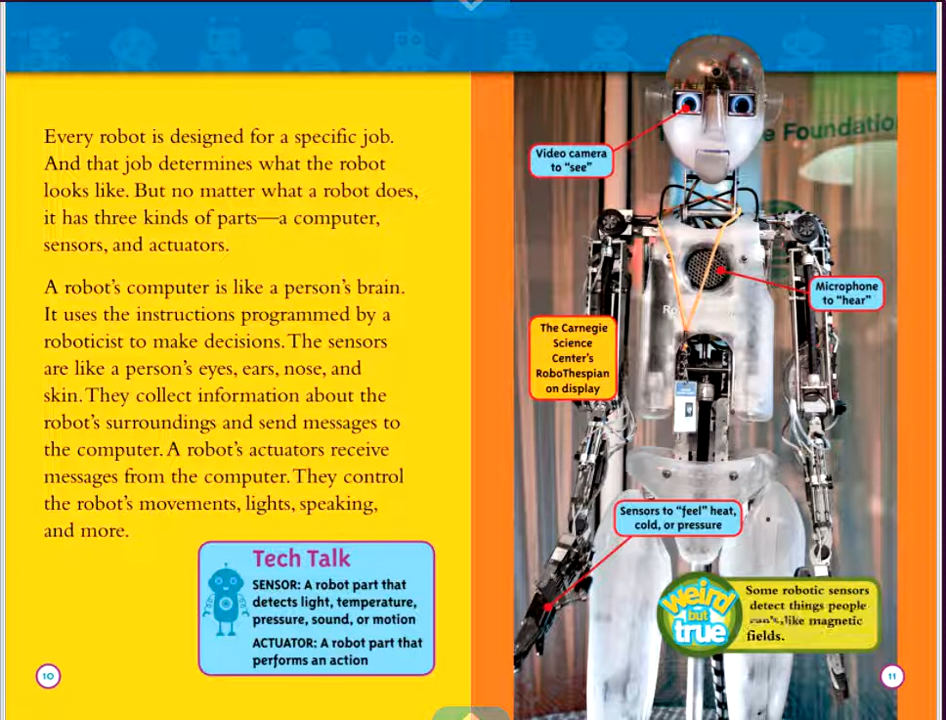 Every robot is designed for a specific job.
And that job determines what the robot
looks like. But no matter what a robot does,
it has three kinds of parts—a computer,
sensors, and actuators.
A robot's computer is like a person's brain.
It uses the instructions programmed by a
roboticist to make decisions. The sensors
are like a person's eyes, ears, nose, and
skin. They collect information about the
robot's surroundings and send messages to
the computer. A robot's actuators receive
messages from the computer. They control
the robot's movements, lights, speaking,
and more.
Tech Talk
SENSOR: A robot part that
detects light, temperature,
pressure, sound, or motion
ACTUATOR: A robot part that
performs an action
10
Foundation
Video camera
to "see"
Microphone
to "hear"
The Carnegie
Science
Center's
RoboThespian
on display
Sensors to "feel" heat,
cold, or pressure
weird
but
true
Some robotic sensors
detect things people
can't, like magnetic
fields.
11